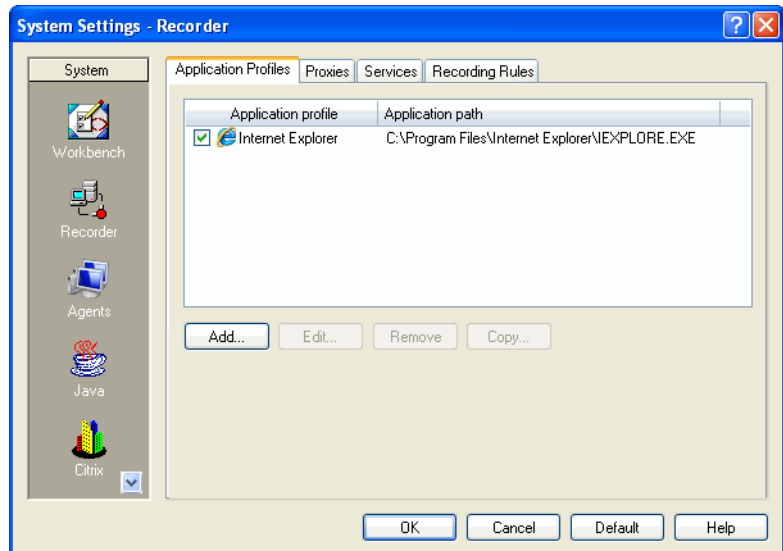 System Settings - Recorder
System
Workbench
Recorder
Agents
Java
Citrix
Application Profiles Proxies Services Recording Rules
Application profile Application path
Internet Explorer C:\Program Files\Internet Explorer\IEXPLORE.EXE
Add... Edit... Remove Copy...
OK Cancel Default Help